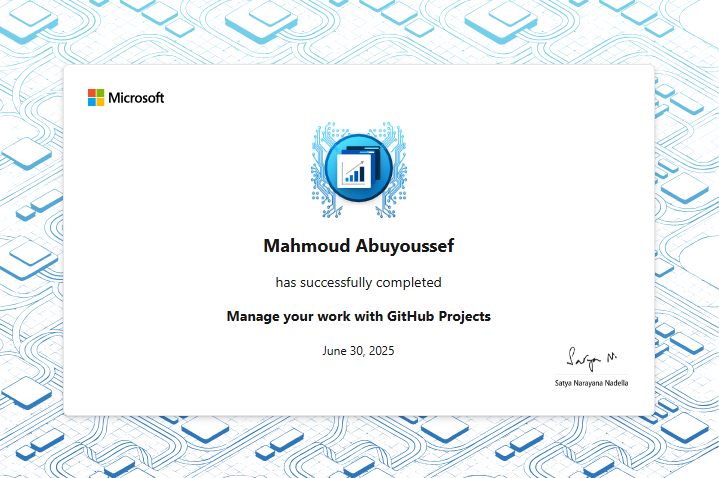 Microsoft
Mahmoud Abuyoussef
has successfully completed
Manage your work with GitHub Projects
June 30, 2025
Satya N.
Satya Narayana Nadella